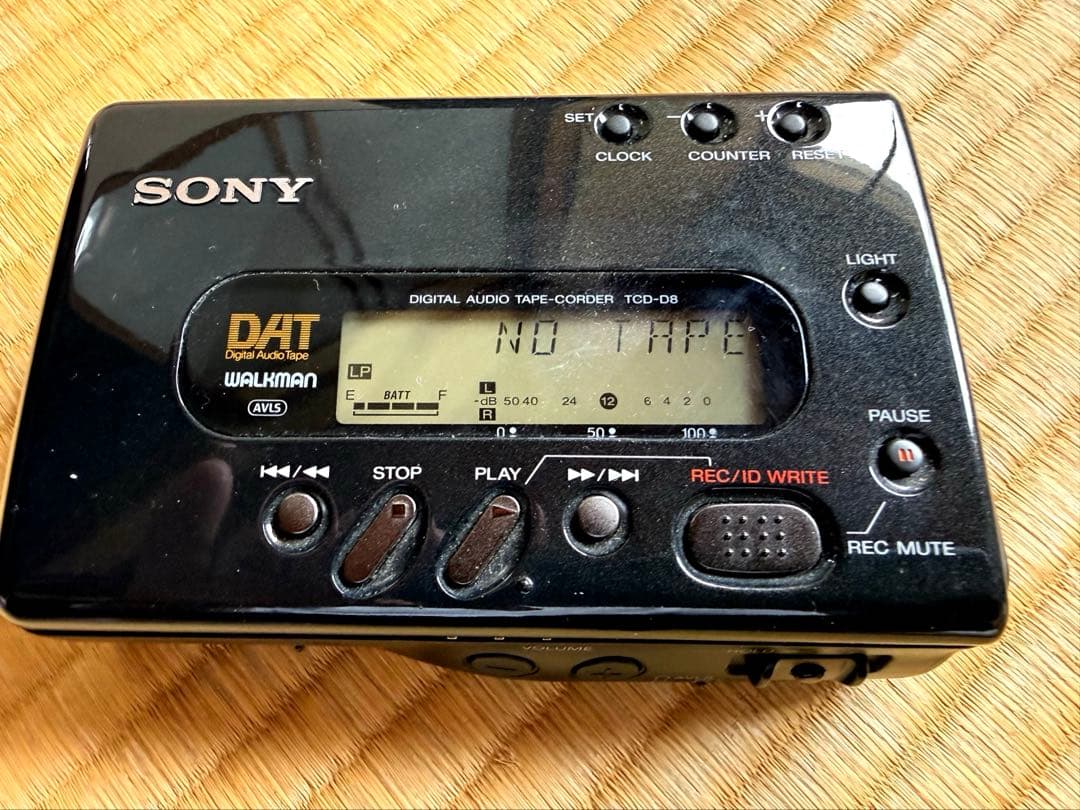 SET - +
CLOCK COUNTER RESET
SONY
LIGHT
DIGITAL AUDIO TAPE-CORDER TCD-D8
DAT
Digital Audio Tape
WALKMAN
AVLS
NO TAPE
LP
E BATT F
L
-dB 50 40 24 12 6 4 2 0
R
0 50 100
PAUSE
STOP PLAY REC/ID WRITE
REC MUTE
VOLUME HOLD
- +